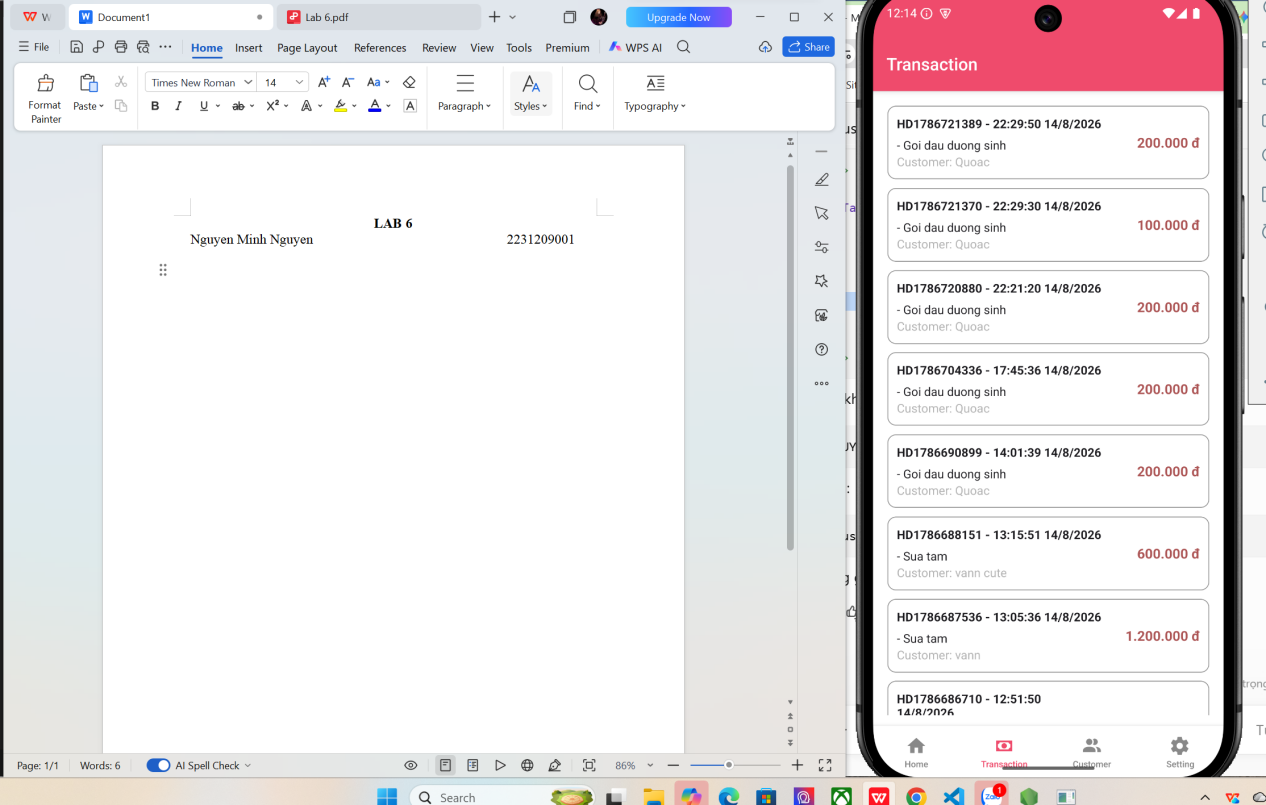 W
Document1
Lab 6.pdf
Upgrade Now
File
Home
Insert
Page Layout
References
Review
View
Tools
Premium
WPS AI
Share
Format Painter
Paste
Times New Roman
14
Paragraph
Styles
Find
Typography
LAB 6
Nguyen Minh Nguyen 2231209001
Page: 1/1
Words: 6
AI Spell Check
86%
Search
12:14
Transaction
HD1786721389 - 22:29:50 14/8/2026
- Goi dau duong sinh
200.000 đ
Customer: Quoac
HD1786721370 - 22:29:30 14/8/2026
- Goi dau duong sinh
100.000 đ
Customer: Quoac
HD1786720880 - 22:21:20 14/8/2026
- Goi dau duong sinh
200.000 đ
Customer: Quoac
HD1786704336 - 17:45:36 14/8/2026
- Goi dau duong sinh
200.000 đ
Customer: Quoac
HD1786690899 - 14:01:39 14/8/2026
- Goi dau duong sinh
200.000 đ
Customer: Quoac
HD1786688151 - 13:15:51 14/8/2026
- Sua tam
600.000 đ
Customer: vann cute
HD1786687536 - 13:05:36 14/8/2026
- Sua tam
1.200.000 đ
Customer: vann
HD1786686710 - 12:51:50
14/8/2026
Home
Transaction
Customer
Setting